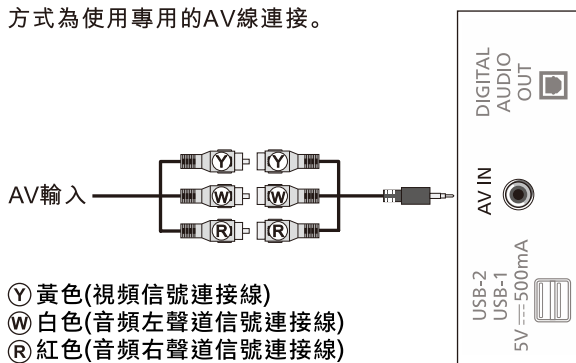 方式為使用專用的AV線連接。
DIGITAL
AUDIO
OUT
Y Y
AV輸入 W W
R R
AV IN
USB-2
USB-1
5V⎓500mA
Ⓨ黃色(視頻信號連接線)
Ⓦ白色(音頻左聲道信號連接線)
Ⓡ紅色(音頻右聲道信號連接線)